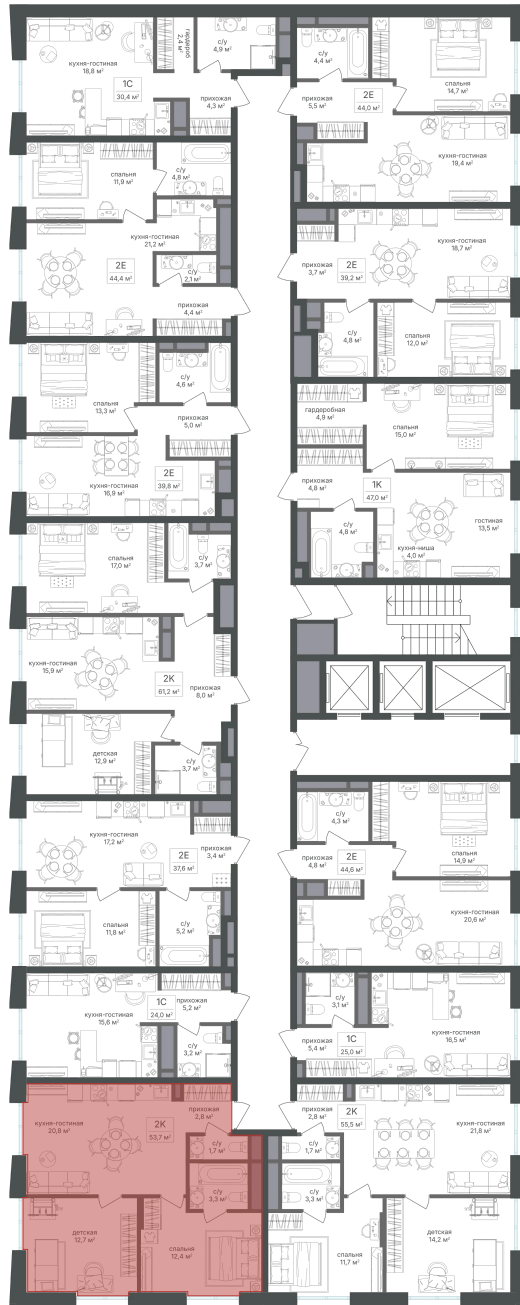 кухня-гостиная
18,8 м²
гардероб
2,4 м²
с/у
4,9 м²
1С
30,4
прихожая
4,3 м²
с/у
4,4 м²
спальня
14,7 м²
прихожая
5,5 м²
2Е
44,0 м²
кухня-гостиная
19,4 м²
спальня
11,9 м²
с/у
4,8 м²
кухня-гостиная
21,2 м²
2Е
44,4 м²
с/у
2,1 м²
прихожая
4,4 м²
кухня-гостиная
18,7 м²
прихожая
3,7 м²
2Е
39,2 м²
с/у
4,8 м²
спальня
12,0 м²
спальня
13,3 м²
с/у
4,6 м²
прихожая
5,0 м²
2Е
39,8 м²
кухня-гостиная
16,9 м²
гардеробная
4,9 м²
спальня
15,0 м²
прихожая
4,8 м²
1К
47,0 м²
с/у
4,8 м²
гостиная
13,5 м²
кухня-ниша
4,0 м²
спальня
17,0 м²
с/у
3,7 м²
кухня-гостиная
15,9 м²
2К
61,2 м²
прихожая
8,0 м²
детская
12,9 м²
с/у
3,7 м²
кухня-гостиная
17,2 м²
2Е
37,6 м²
прихожая
3,4 м²
спальня
11,8 м²
с/у
5,2 м²
с/у
4,3 м²
прихожая
4,8 м²
2Е
44,6 м²
спальня
14,9 м²
кухня-гостиная
20,6 м²
кухня-гостиная
15,6 м²
1С
24,0 м²
прихожая
5,2 м²
с/у
3,2 м²
с/у
3,1 м²
прихожая
5,4 м²
1С
25,0 м²
кухня-гостиная
16,5 м²
кухня-гостиная
20,8 м²
2К
53,7 м²
прихожая
2,8 м²
с/у
1,7 м²
с/у
3,3 м²
детская
12,7 м²
спальня
12,4 м²
прихожая
2,8 м²
2К
55,5 м²
кухня-гостиная
21,8 м²
с/у
1,7 м²
с/у
3,3 м²
спальня
11,7 м²
детская
14,2 м²